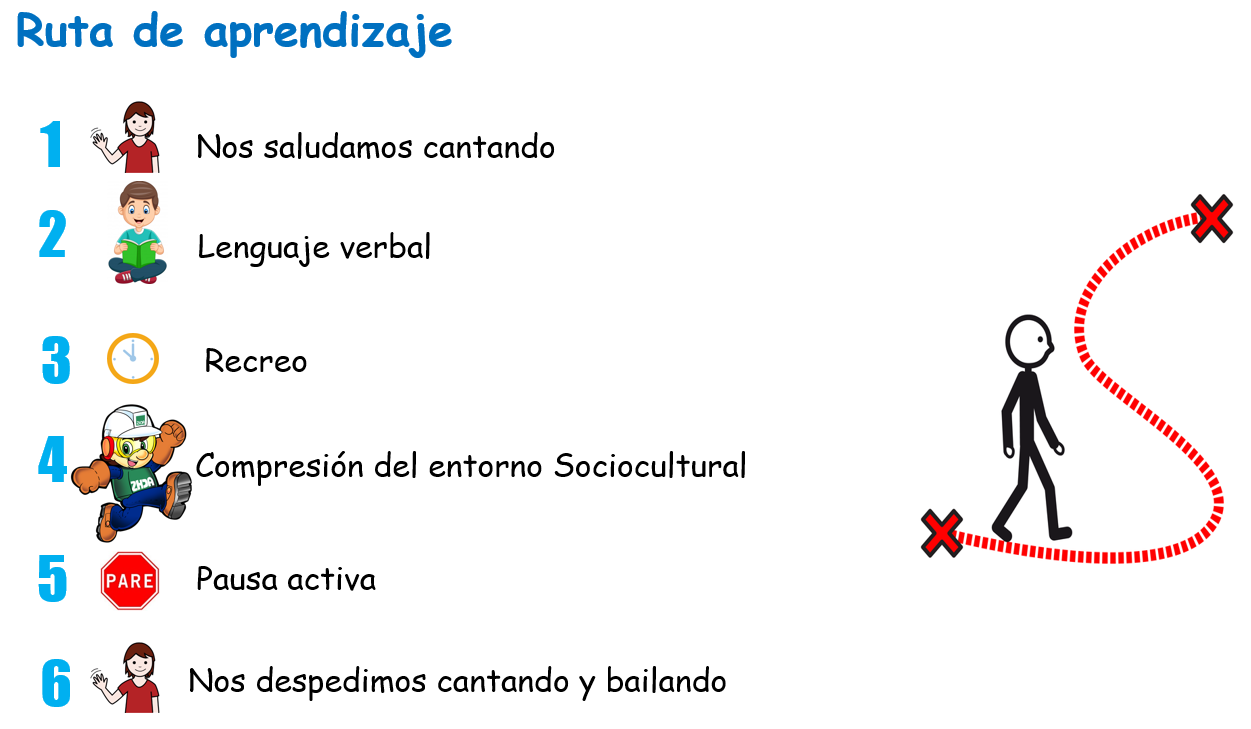 Ruta de aprendizaje
1 Nos saludamos cantando
2 Lenguaje verbal
3 Recreo
4 Compresión del entorno Sociocultural
5 PARE Pausa activa
6 Nos despedimos cantando y bailando